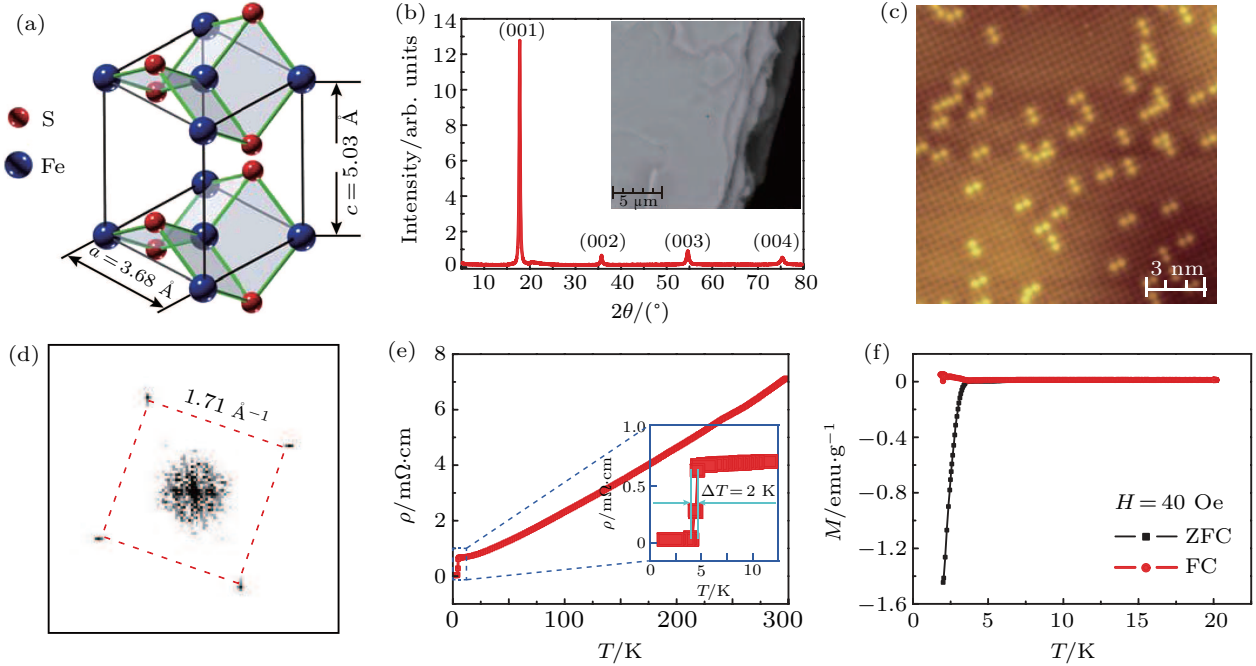 (a)
S
Fe
c = 5.03 Å
a = 3.68 Å
(b)
Intensity/arb. units
14
12
10
8
6
4
2
0
(001)
(002)
(003)
(004)
5 μm
10
20
30
40
50
60
70
80
2θ/(°)
(c)
3 nm
(d)
1.71 Å⁻¹
(e)
ρ/mΩ·cm
8
6
4
2
0
0
100
200
300
T/K
ρ/mΩ·cm
1.0
0.5
0
ΔT = 2 K
0
5
10
T/K
(f)
M/emu·g⁻¹
0
−0.4
−0.8
−1.2
−1.6
H = 40 Oe
ZFC
FC
0
5
10
15
20
T/K